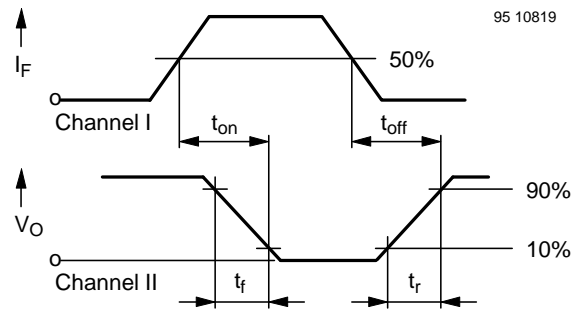 95 10819
I_F
50%
o
Channel I
t_on
t_off
90%
V_O
10%
o
Channel II
t_f
t_r